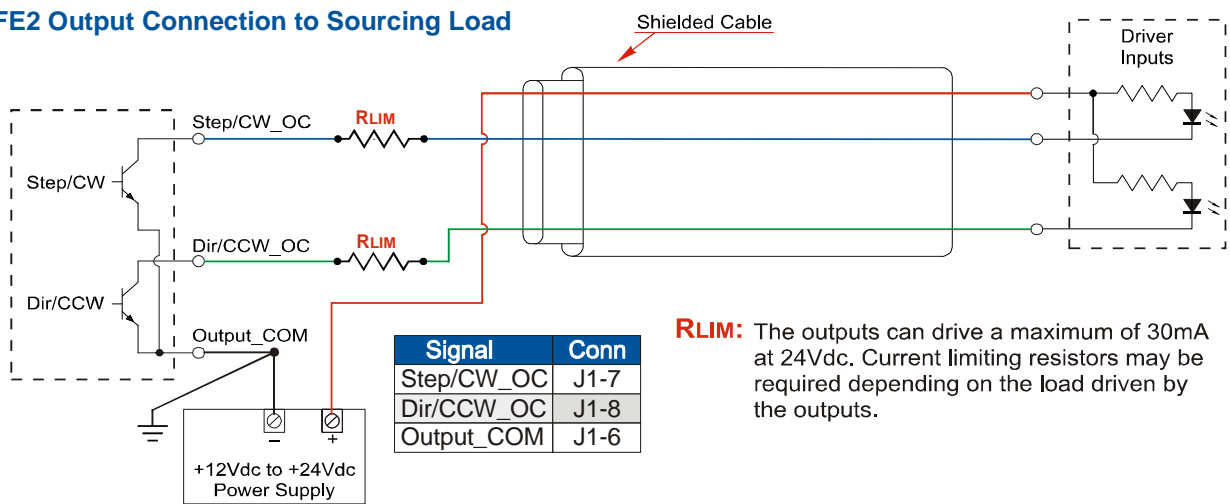 FE2 Output Connection to Sourcing Load
Shielded Cable
Driver
Inputs
Step/CW_OC
RLIM
Step/CW
Dir/CCW_OC
RLIM
Dir/CCW
Output_COM
− +
+12Vdc to +24Vdc
Power Supply
Signal Conn
Step/CW_OC J1-7
Dir/CCW_OC J1-8
Output_COM J1-6
RLIM: The outputs can drive a maximum of 30mA
at 24Vdc. Current limiting resistors may be
required depending on the load driven by
the outputs.